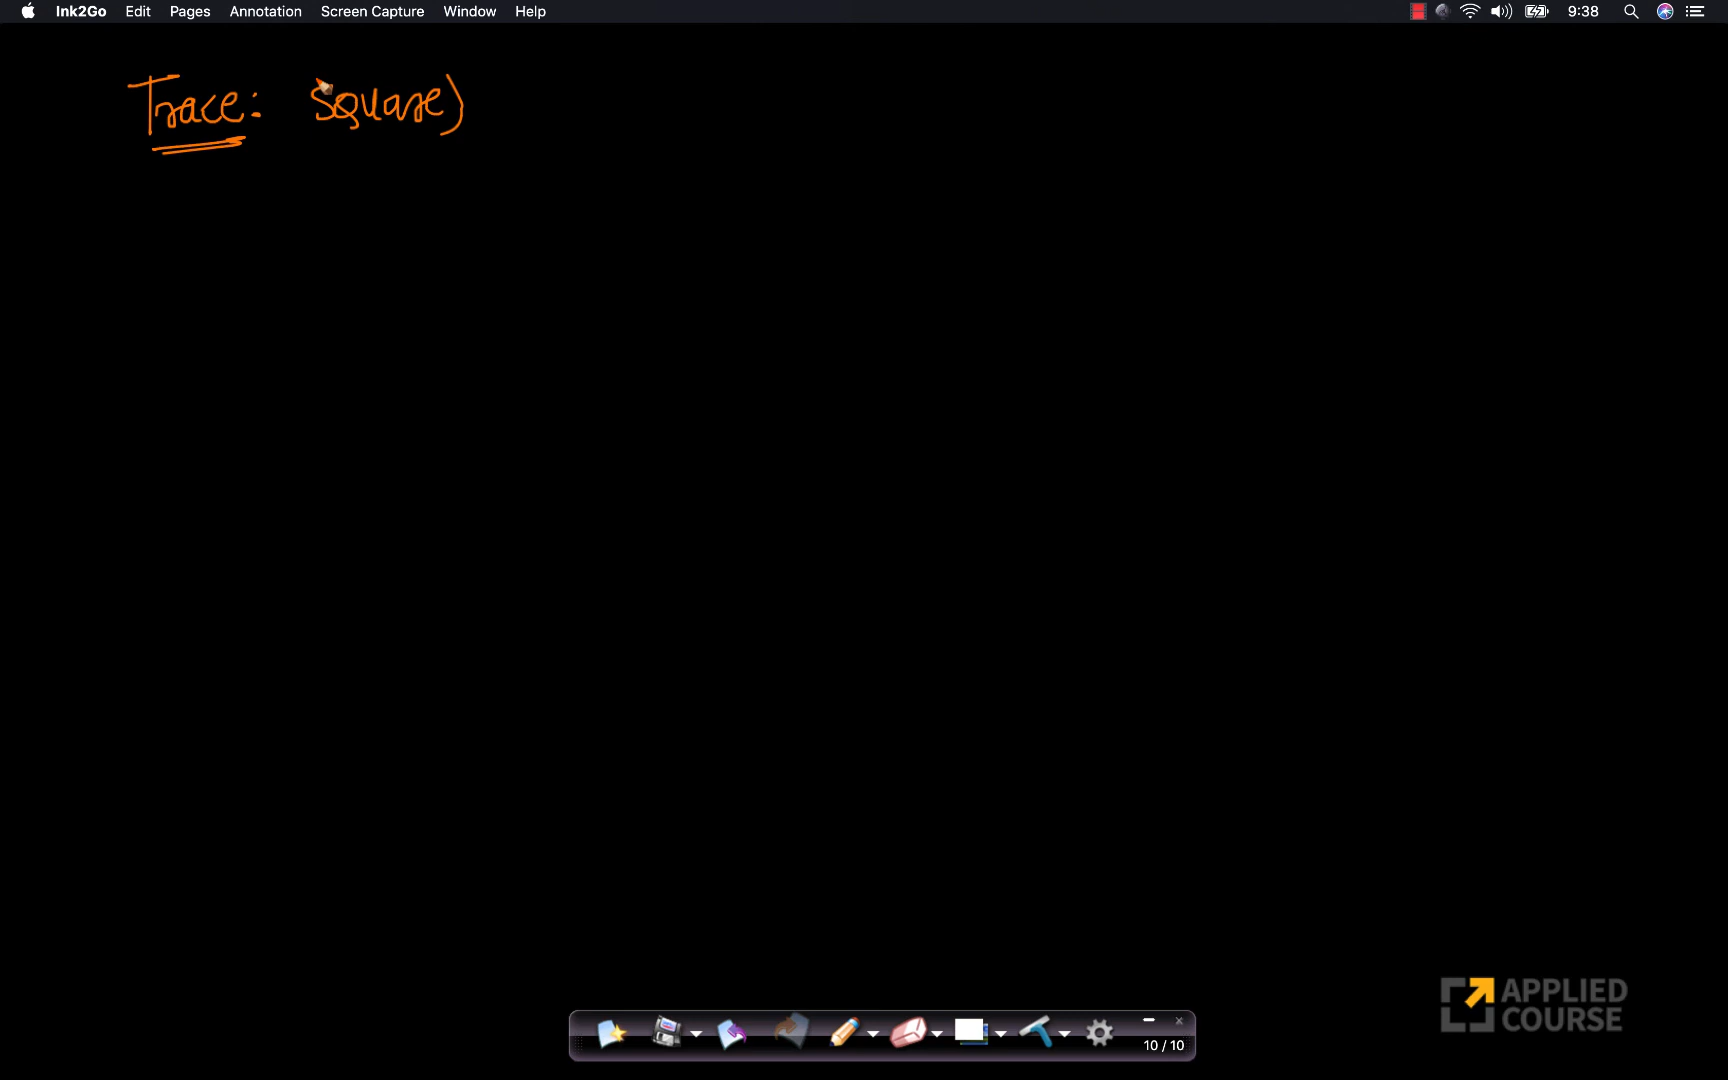 Ink2Go Edit Pages Annotation Screen Capture Window Help 9:38
Trace: Square)
10 / 10
APPLIED
COURSE